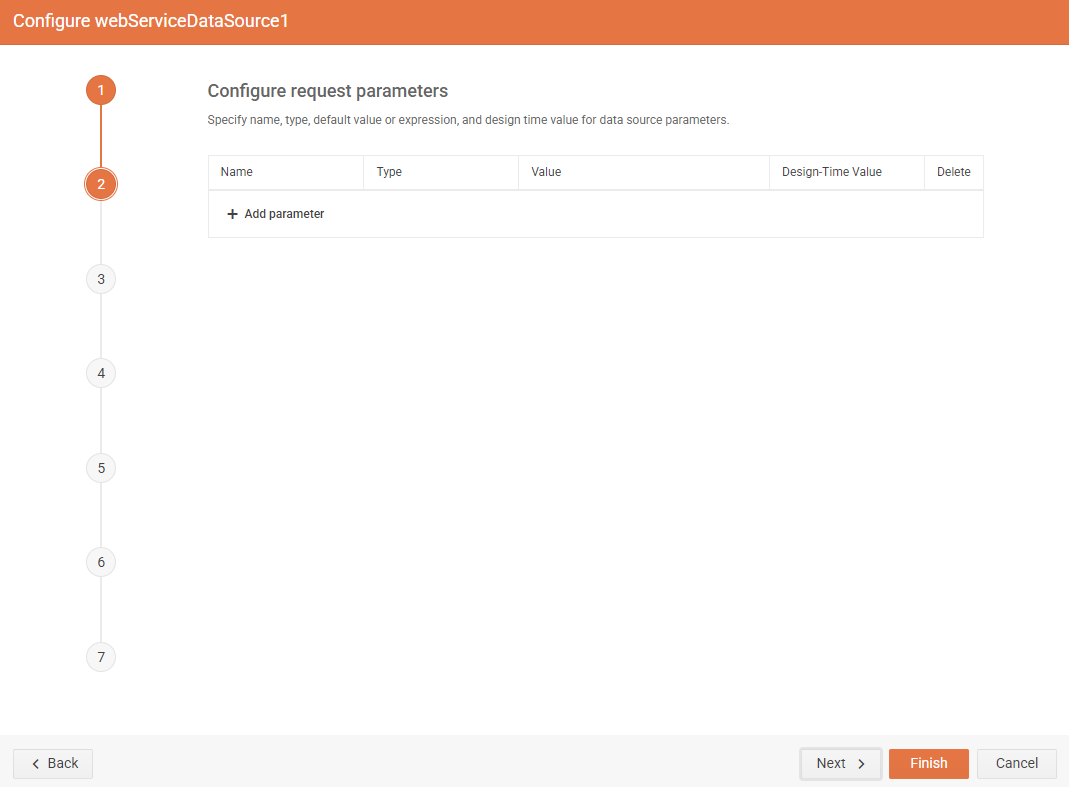 Configure webServiceDataSource1
1
Configure request parameters
Specify name, type, default value or expression, and design time value for data source parameters.
Name Type Value Design-Time Value Delete
2
+ Add parameter
3
4
5
6
7
Back Next Finish Cancel